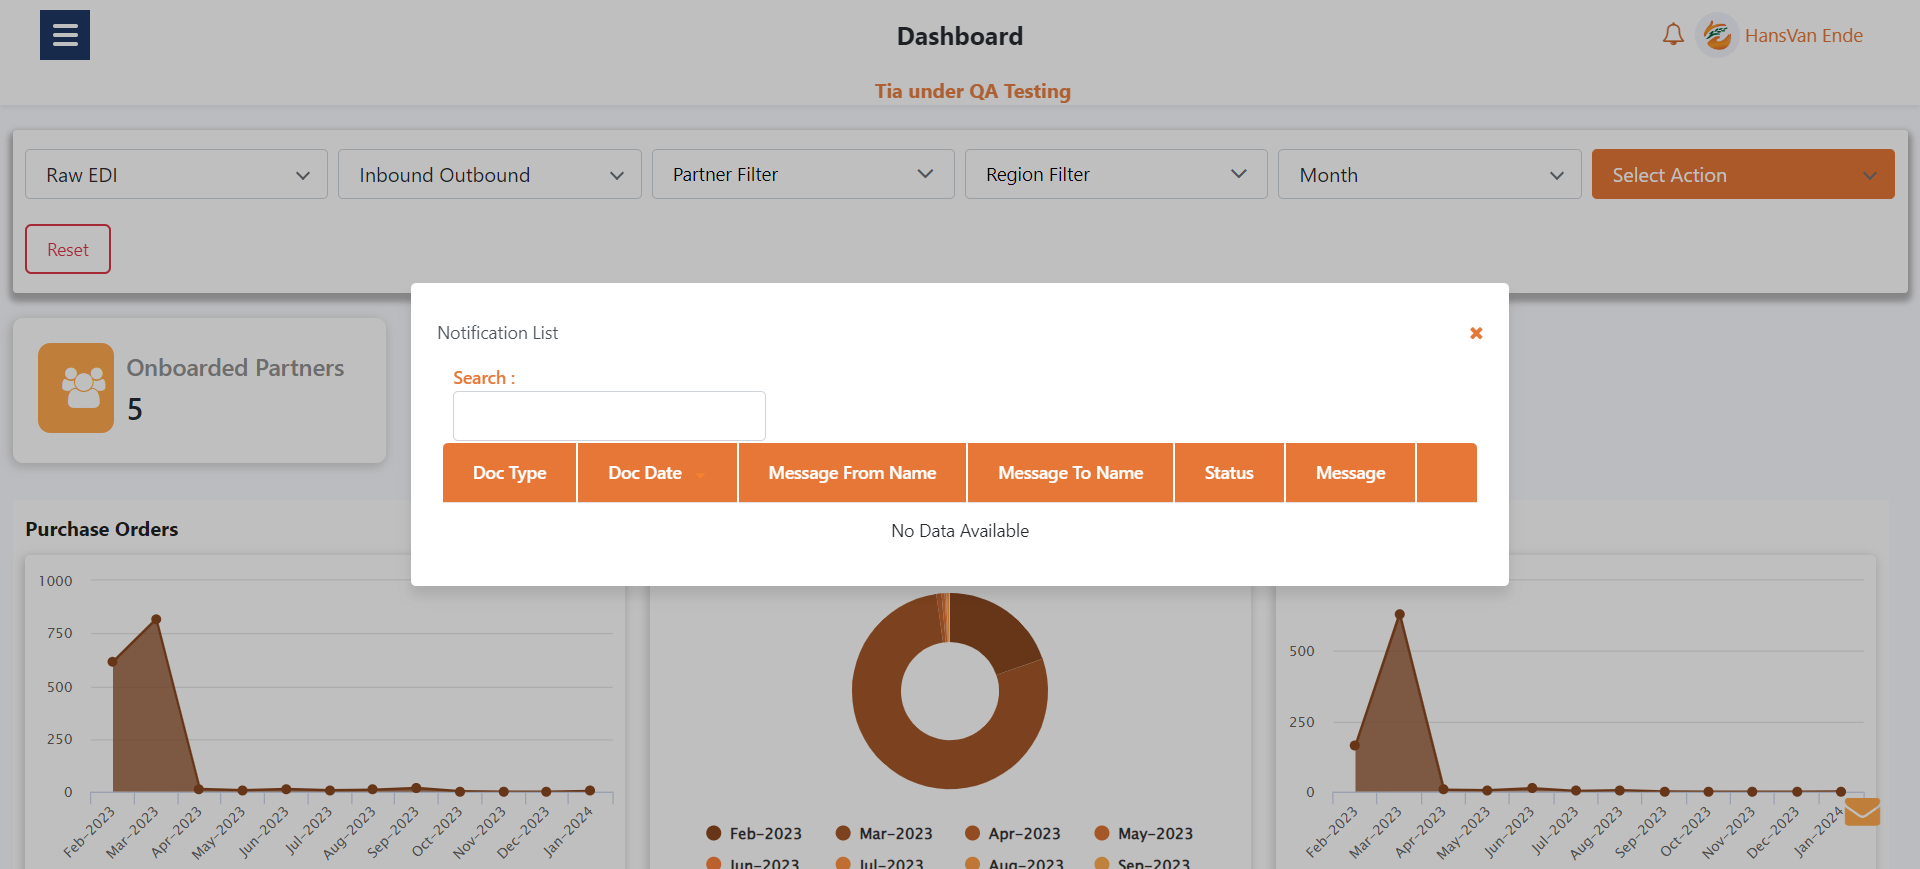 Dashboard
HansVan Ende
Tia under QA Testing
Raw EDI
Inbound Outbound
Partner Filter
Region Filter
Month
Select Action
Reset
Onboarded Partners
5
Notification List
Search :
Doc Type
Doc Date
Message From Name
Message To Name
Status
Message
No Data Available
Purchase Orders
1000
750
500
250
0
Feb-2023
Mar-2023
Apr-2023
May-2023
Jun-2023
Jul-2023
Aug-2023
Sep-2023
Oct-2023
Nov-2023
Dec-2023
Jan-2024
Feb-2023
Mar-2023
Apr-2023
May-2023
Jun-2023
Jul-2023
Aug-2023
Sep-2023
500
250
0
Feb-2023
Mar-2023
Apr-2023
May-2023
Jun-2023
Jul-2023
Aug-2023
Sep-2023
Oct-2023
Nov-2023
Dec-2023
Jan-2024